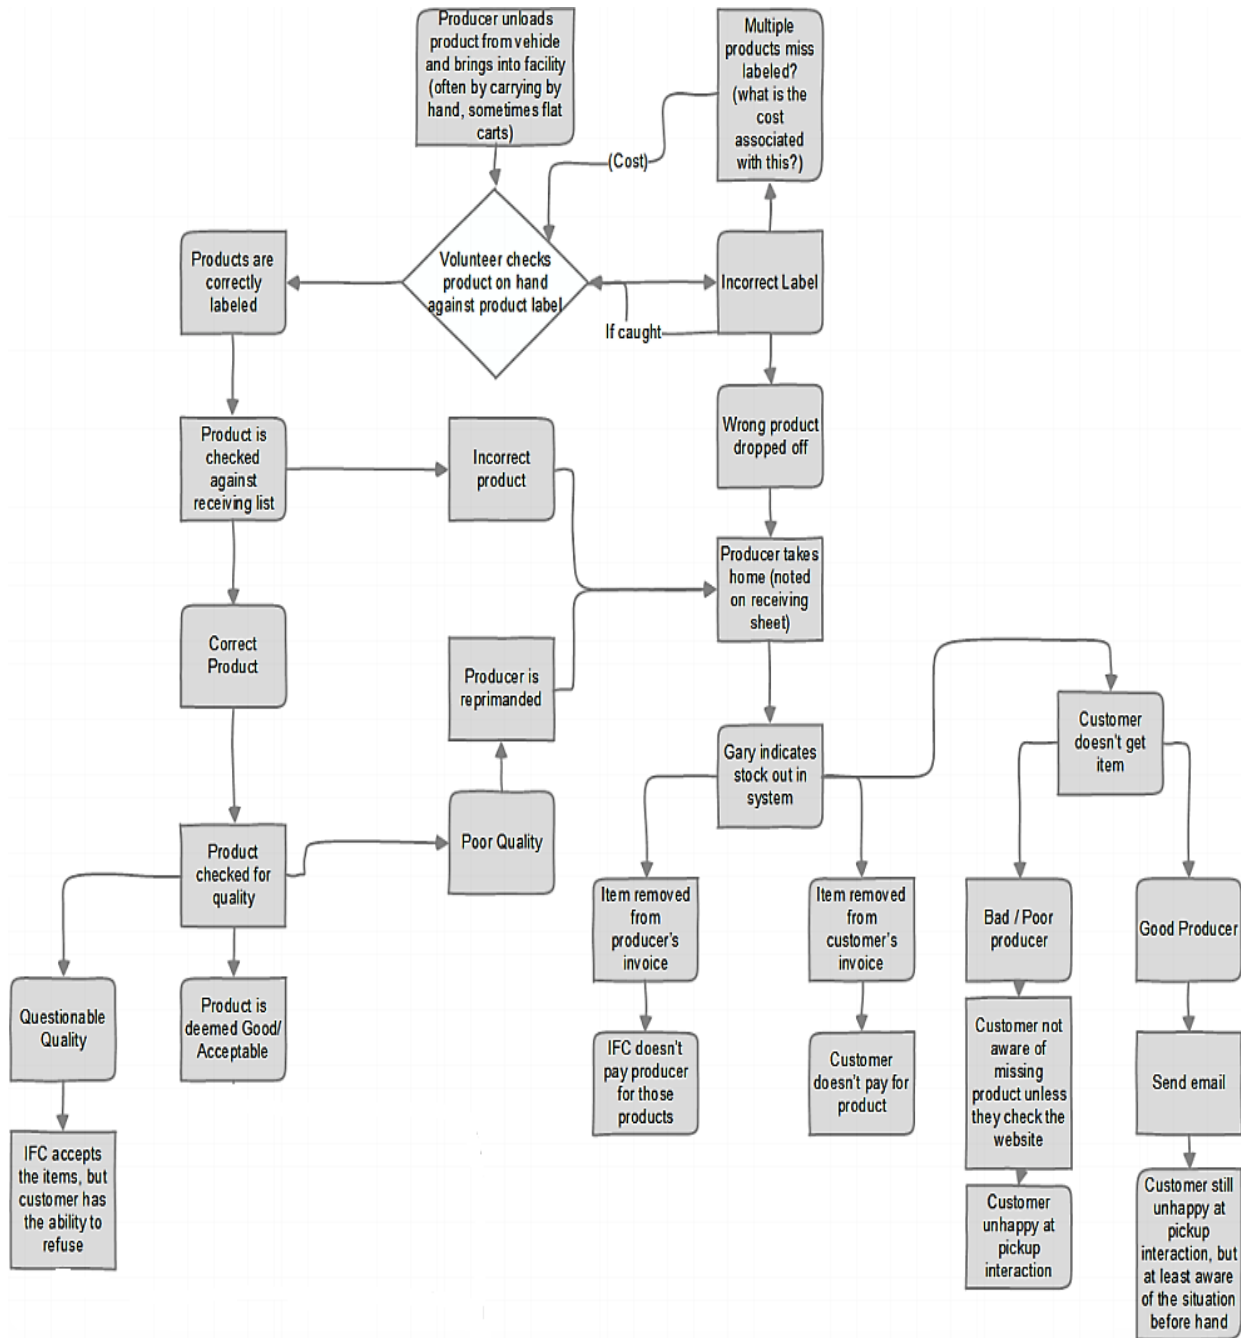 Producer unloads
product from vehicle
and brings into facility
(often by carrying by
hand, sometimes flat
carts)
Multiple
products miss
labeled?
(what is the
cost
associated
with this?)
(Cost)
Products are
correctly
labeled
Volunteer checks
product on hand
against product label
Incorrect Label
If caught
Wrong product
dropped off
Product is
checked
against
receiving list
Incorrect
product
Producer takes
home (noted
on receiving
sheet)
Correct
Product
Producer is
reprimanded
Customer
doesn't get
item
Gary indicates
stock out in
system
Product
checked for
quality
Poor Quality
Item removed
from
producer's
invoice
Item removed
from
customer's
invoice
Bad / Poor
producer
Good Producer
Questionable
Quality
Product is
deemed Good/
Acceptable
IFC doesn't
pay producer
for those
products
Customer
doesn't pay for
product
Customer not
aware of
missing
product unless
they check the
website
Send email
IFC accepts
the items, but
customer has
the ability to
refuse
Customer
unhappy at
pickup
interaction
Customer still
unhappy at
pickup
interaction, but
at least aware
of the situation
before hand